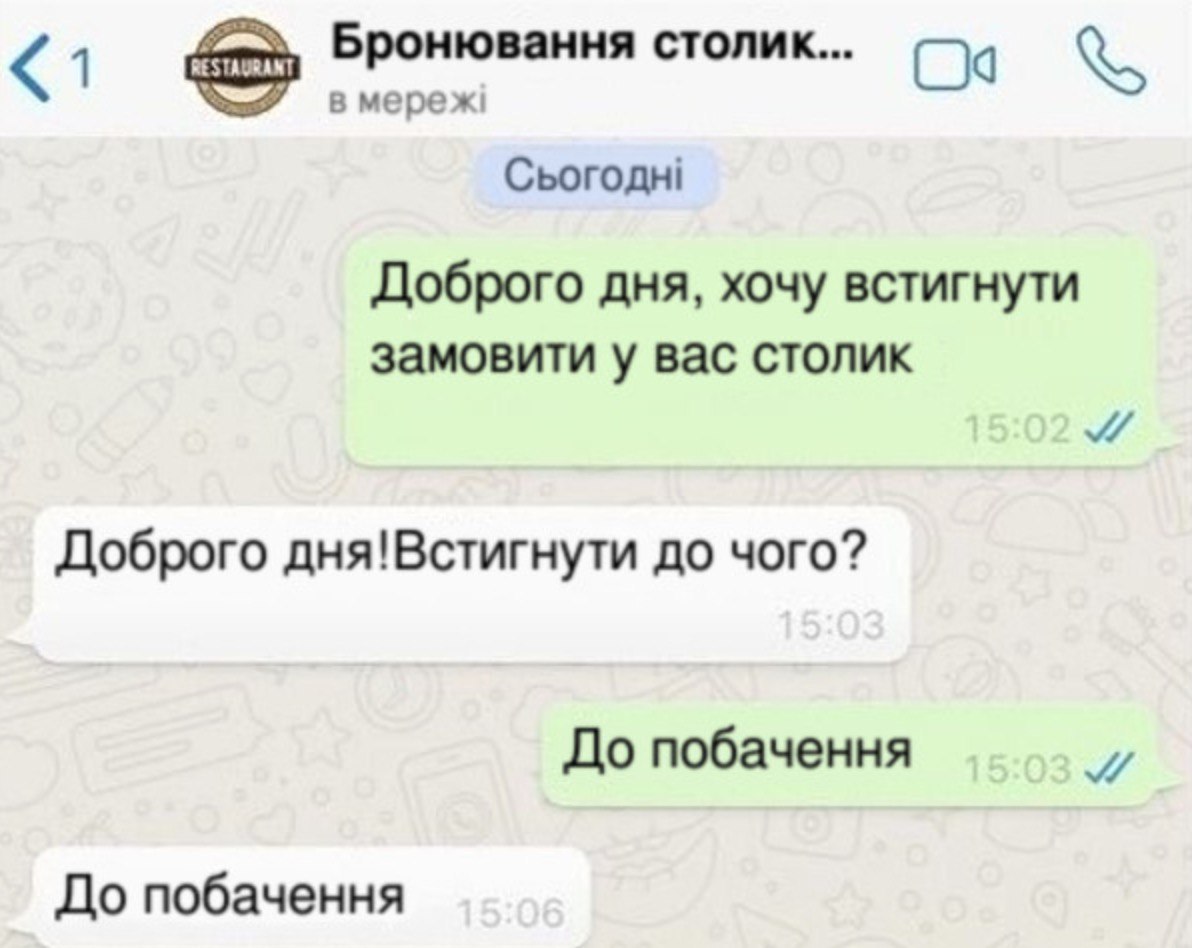 1
RESTAURANT
Бронювання столик...
в мережі
Сьогодні
Доброго дня, хочу встигнути
замовити у вас столик
15:02
Доброго дня!Встигнути до чого?
15:03
До побачення 15:03
До побачення 15:06